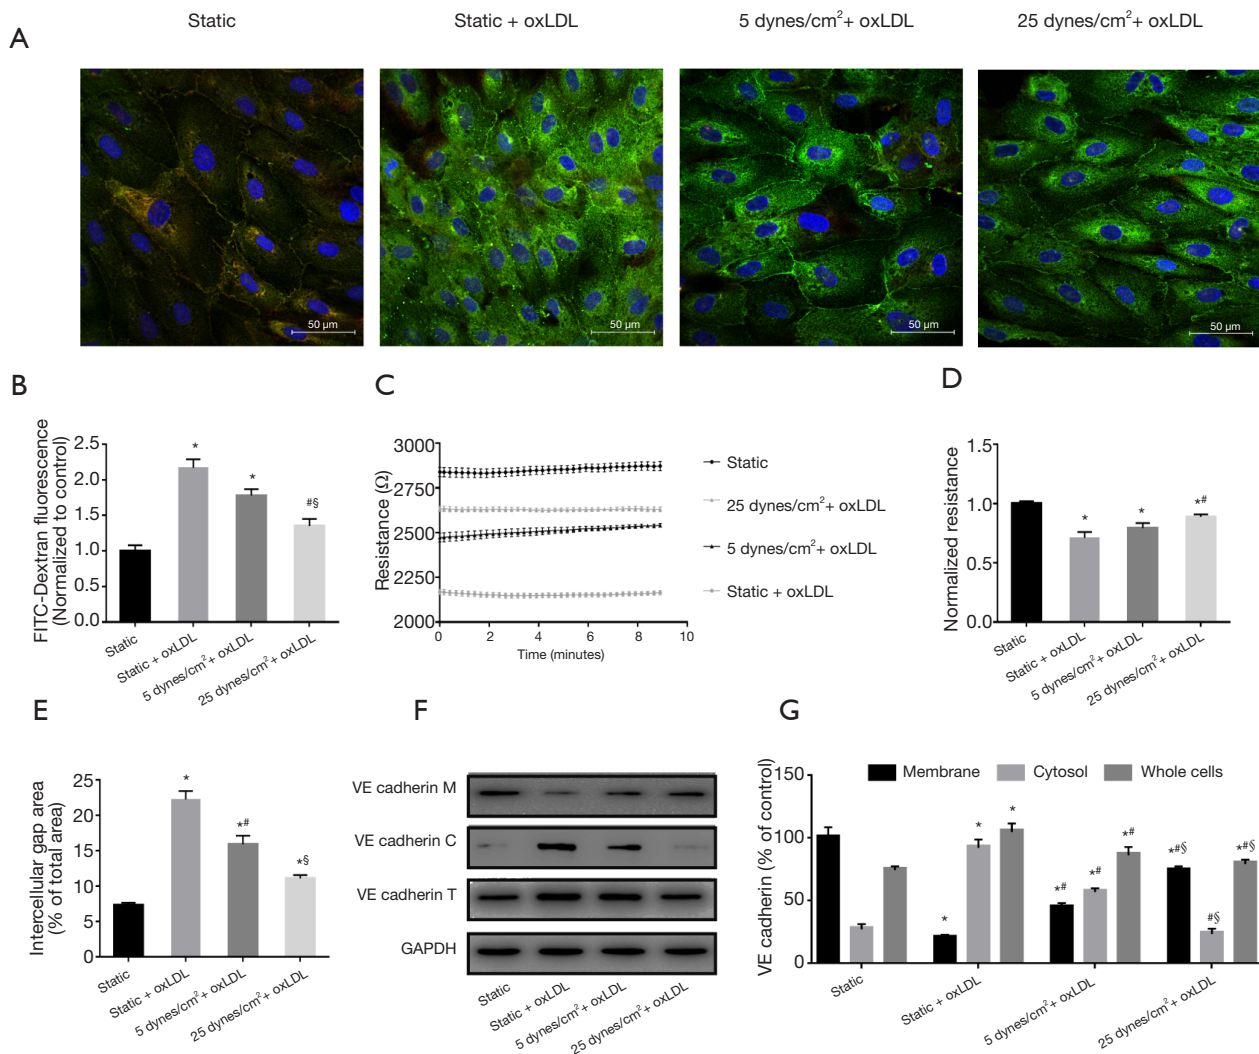 Static
Static + oxLDL
5 dynes/cm²+ oxLDL
25 dynes/cm²+ oxLDL
A
50 µm
50 µm
50 µm
50 µm
B
FITC-Dextran fluorescence
(Normalized to control)
2.5
2.0
1.5
1.0
0.5
0.0
*
*
#§
Static
Static + oxLDL
5 dynes/cm²+ oxLDL
25 dynes/cm²+ oxLDL
C
Resistance (Ω)
3000
2750
2500
2250
2000
0
2
4
6
8
10
Time (minutes)
Static
25 dynes/cm²+ oxLDL
5 dynes/cm²+ oxLDL
Static + oxLDL
D
Normalized resistance
1.5
1.0
0.5
0.0
*
*
*#
Static
Static + oxLDL
5 dynes/cm²+ oxLDL
25 dynes/cm²+ oxLDL
E
Intercellular gap area
(% of total area)
25
20
15
10
5
0
*
*#
*§
Static
Static + oxLDL
5 dynes/cm²+ oxLDL
25 dynes/cm²+ oxLDL
F
VE cadherin M
VE cadherin C
VE cadherin T
GAPDH
Static
Static + oxLDL
5 dynes/cm²+ oxLDL
25 dynes/cm²+ oxLDL
G
VE cadherin (% of control)
150
100
50
0
Membrane
Cytosol
Whole cells
*
*
*
*#
*#
*#
*#§
#§
*#§
Static
Static + oxLDL
5 dynes/cm²+ oxLDL
25 dynes/cm²+ oxLDL